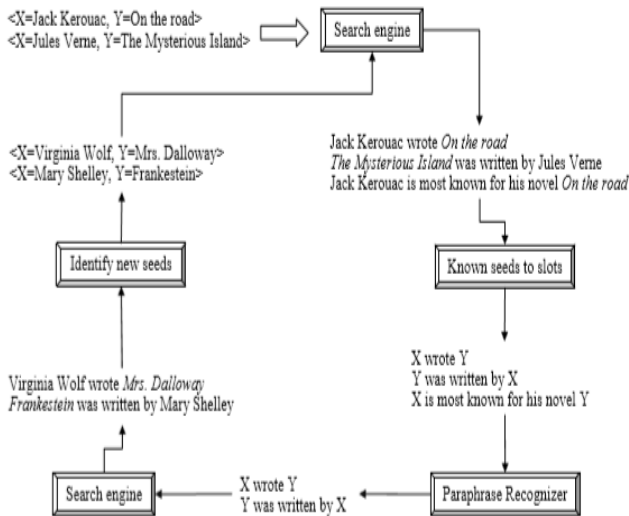 <X=Jack Kerouac, Y=On the road>
<X=Jules Verne, Y=The Mysterious Island>
Search engine
Jack Kerouac wrote On the road
The Mysterious Island was written by Jules Verne
Jack Kerouac is most known for his novel On the road
Known seeds to slots
X wrote Y
Y was written by X
X is most known for his novel Y
Paraphrase Recognizer
X wrote Y
Y was written by X
Search engine
Virginia Wolf wrote Mrs. Dalloway
Frankestein was written by Mary Shelley
Identify new seeds
<X=Virginia Wolf, Y=Mrs. Dalloway>
<X=Mary Shelley, Y=Frankestein>